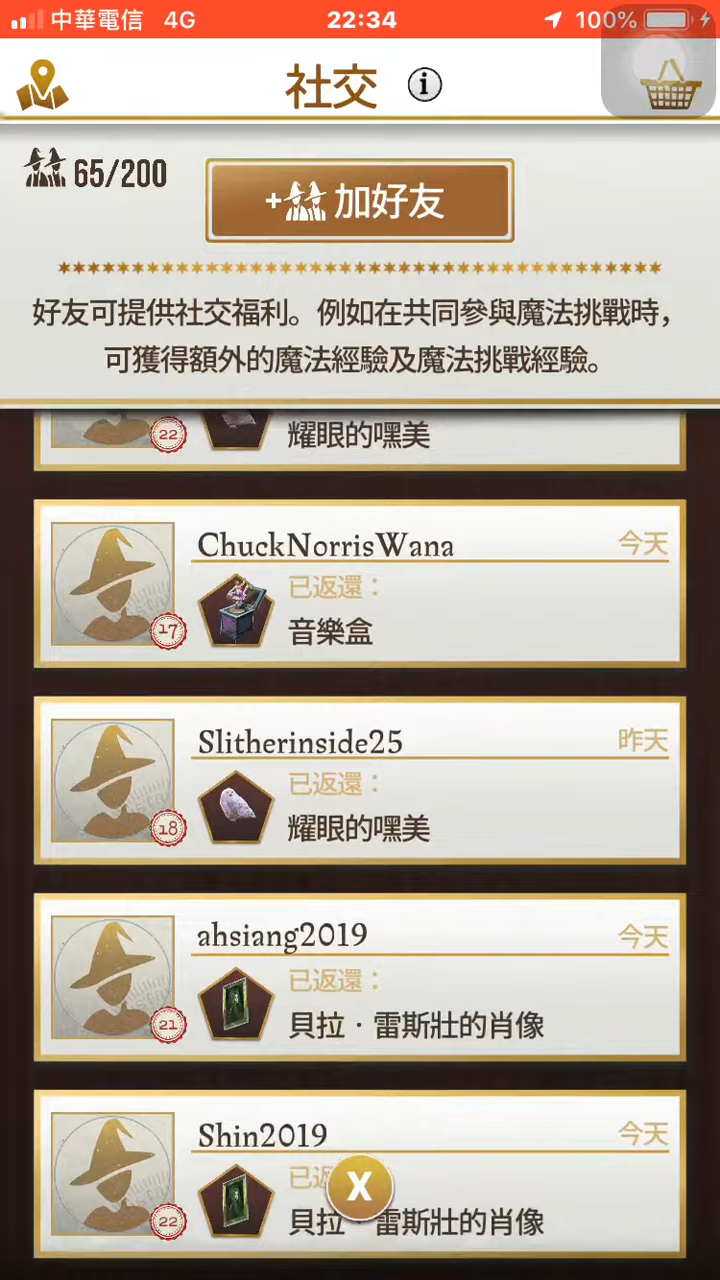 中華電信 4G 22:34 100%
社交 i
65/200
+加好友
好友可提供社交福利。例如在共同參與魔法挑戰時，
可獲得額外的魔法經驗及魔法挑戰經驗。
22
耀眼的嘿美
ChuckNorrisWana 今天
已返還：
17
音樂盒
Slitherinside25 昨天
已返還：
18
耀眼的嘿美
ahsiang2019 今天
已返還：
21
貝拉·雷斯壯的肖像
Shin2019 今天
已返
X
22
貝拉·雷斯壯的肖像